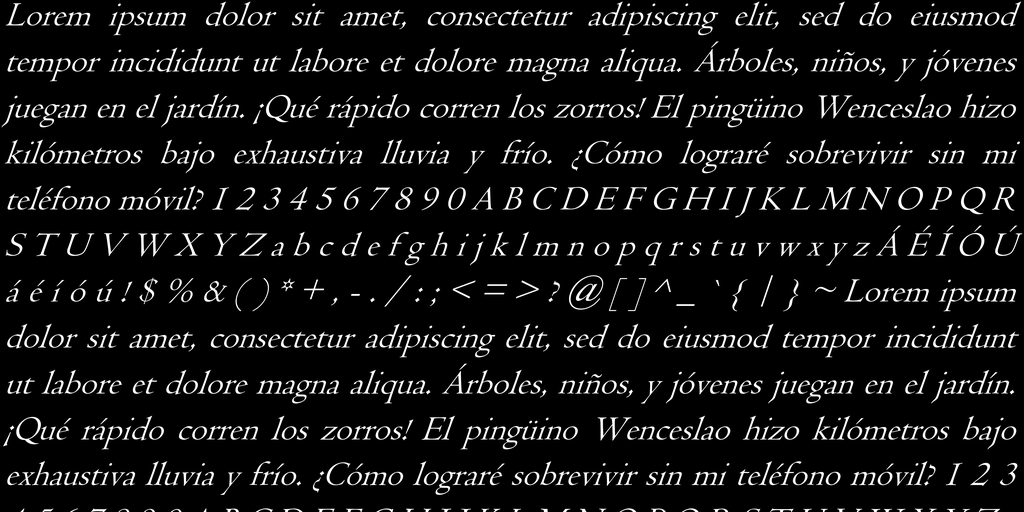 Lorem ipsum dolor sit amet, consectetur adipiscing elit, sed do eiusmod
tempor incididunt ut labore et dolore magna aliqua. Árboles, niños, y jóvenes
juegan en el jardín. ¡Qué rápido corren los zorros! El pingüino Wenceslao hizo
kilómetros bajo exhaustiva lluvia y frío. ¿Cómo lograré sobrevivir sin mi
teléfono móvil? 1 2 3 4 5 6 7 8 9 0 A B C D E F G H I J K L M N O P Q R
S T U V W X Y Z a b c d e f g h i j k l m n o p q r s t u v w x y z Á É Í Ó Ú
á é í ó ú ! $ % & ( ) * + , - . / : ; < = > ? @ [ ] ^ _ ` { | } ~ Lorem ipsum
dolor sit amet, consectetur adipiscing elit, sed do eiusmod tempor incididunt
ut labore et dolore magna aliqua. Árboles, niños, y jóvenes juegan en el jardín.
¡Qué rápido corren los zorros! El pingüino Wenceslao hizo kilómetros bajo
exhaustiva lluvia y frío. ¿Cómo lograré sobrevivir sin mi teléfono móvil? 1 2 3